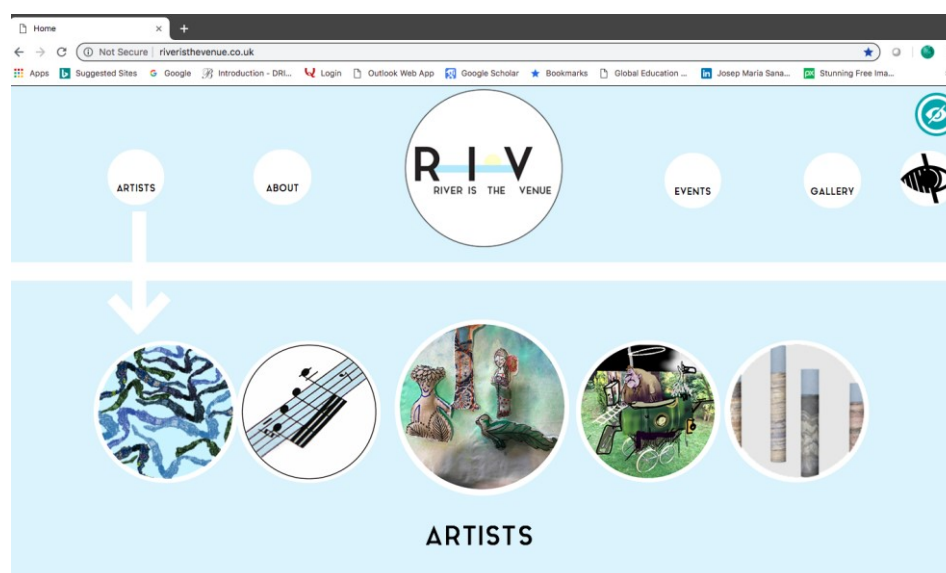 Home
Not Secure riveristhevenue.co.uk
Apps Suggested Sites Google Introduction - DRI... Login Outlook Web App Google Scholar Bookmarks Global Education ... Josep Maria Sana... Stunning Free Ima...
ARTISTS ABOUT R I V EVENTS GALLERY
RIVER IS THE VENUE
ARTISTS